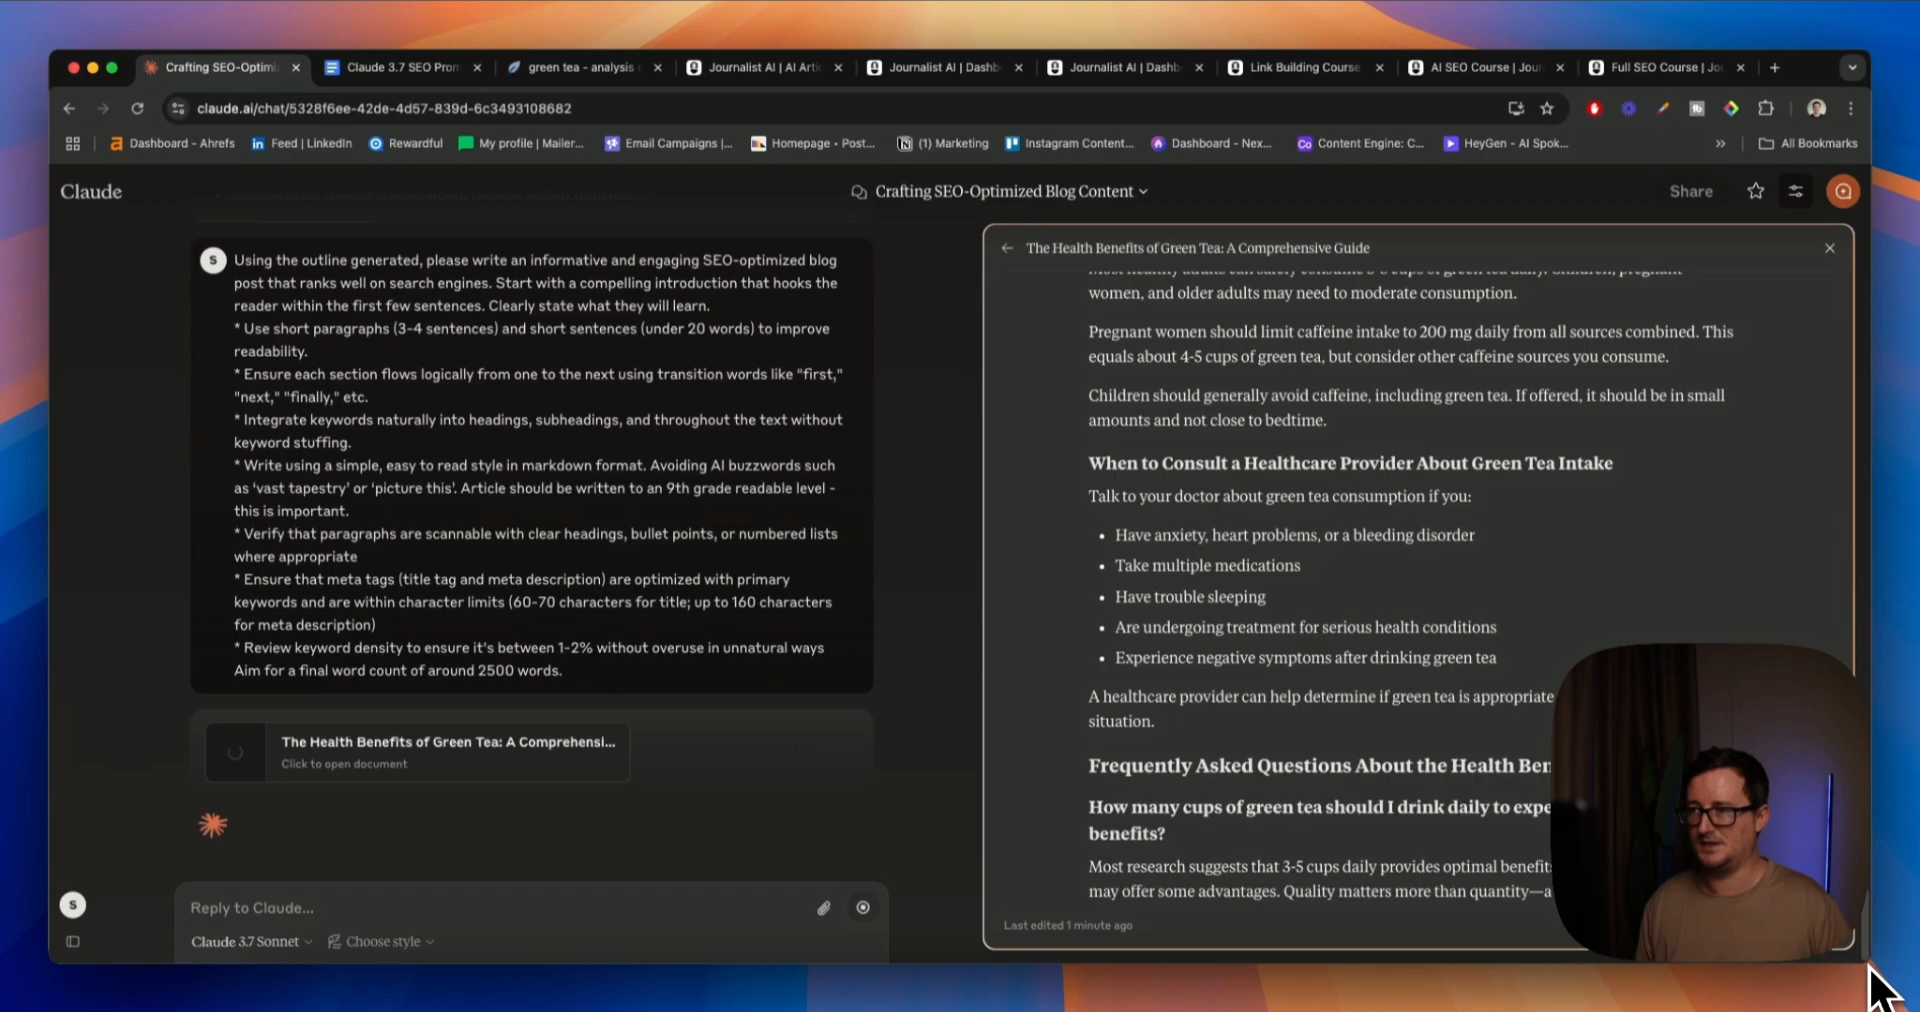 Crafting SEO-Optimi
Claude 3.7 SEO Pron
green tea - analysis
Journalist AI | AI Arti
Journalist AI | Dashb
Journalist AI | Dashb
Link Building Course
AI SEO Course | Jour
Full SEO Course | Jo
claude.ai/chat/5328f6ee-42de-4d57-839d-6c3493108682
Dashboard - Ahrefs
Feed | LinkedIn
Rewardful
My profile | Mailer...
Email Campaigns |...
Homepage • Post...
(1) Marketing
Instagram Content...
Dashboard - Nex...
Content Engine: C...
HeyGen - AI Spok...
All Bookmarks
Claude
Crafting SEO-Optimized Blog Content
Share
S
Using the outline generated, please write an informative and engaging SEO-optimized blog
post that ranks well on search engines. Start with a compelling introduction that hooks the
reader within the first few sentences. Clearly state what they will learn.
* Use short paragraphs (3-4 sentences) and short sentences (under 20 words) to improve
readability.
* Ensure each section flows logically from one to the next using transition words like "first,"
"next," "finally," etc.
* Integrate keywords naturally into headings, subheadings, and throughout the text without
keyword stuffing.
* Write using a simple, easy to read style in markdown format. Avoiding AI buzzwords such
as ‘vast tapestry’ or ‘picture this’. Article should be written to an 9th grade readable level -
this is important.
* Verify that paragraphs are scannable with clear headings, bullet points, or numbered lists
where appropriate
* Ensure that meta tags (title tag and meta description) are optimized with primary
keywords and are within character limits (60-70 characters for title; up to 160 characters
for meta description)
* Review keyword density to ensure it's between 1-2% without overuse in unnatural ways
Aim for a final word count of around 2500 words.
The Health Benefits of Green Tea: A Comprehensi...
Click to open document
Reply to Claude...
Claude 3.7 Sonnet
Choose style
S
The Health Benefits of Green Tea: A Comprehensive Guide
women, and older adults may need to moderate consumption.
Pregnant women should limit caffeine intake to 200 mg daily from all sources combined. This
equals about 4-5 cups of green tea, but consider other caffeine sources you consume.
Children should generally avoid caffeine, including green tea. If offered, it should be in small
amounts and not close to bedtime.
When to Consult a Healthcare Provider About Green Tea Intake
Talk to your doctor about green tea consumption if you:
• Have anxiety, heart problems, or a bleeding disorder
• Take multiple medications
• Have trouble sleeping
• Are undergoing treatment for serious health conditions
• Experience negative symptoms after drinking green tea
A healthcare provider can help determine if green tea is appropriate
situation.
Frequently Asked Questions About the Health Ben
How many cups of green tea should I drink daily to expe
benefits?
Most research suggests that 3-5 cups daily provides optimal benefit
may offer some advantages. Quality matters more than quantity—a
Last edited 1 minute ago